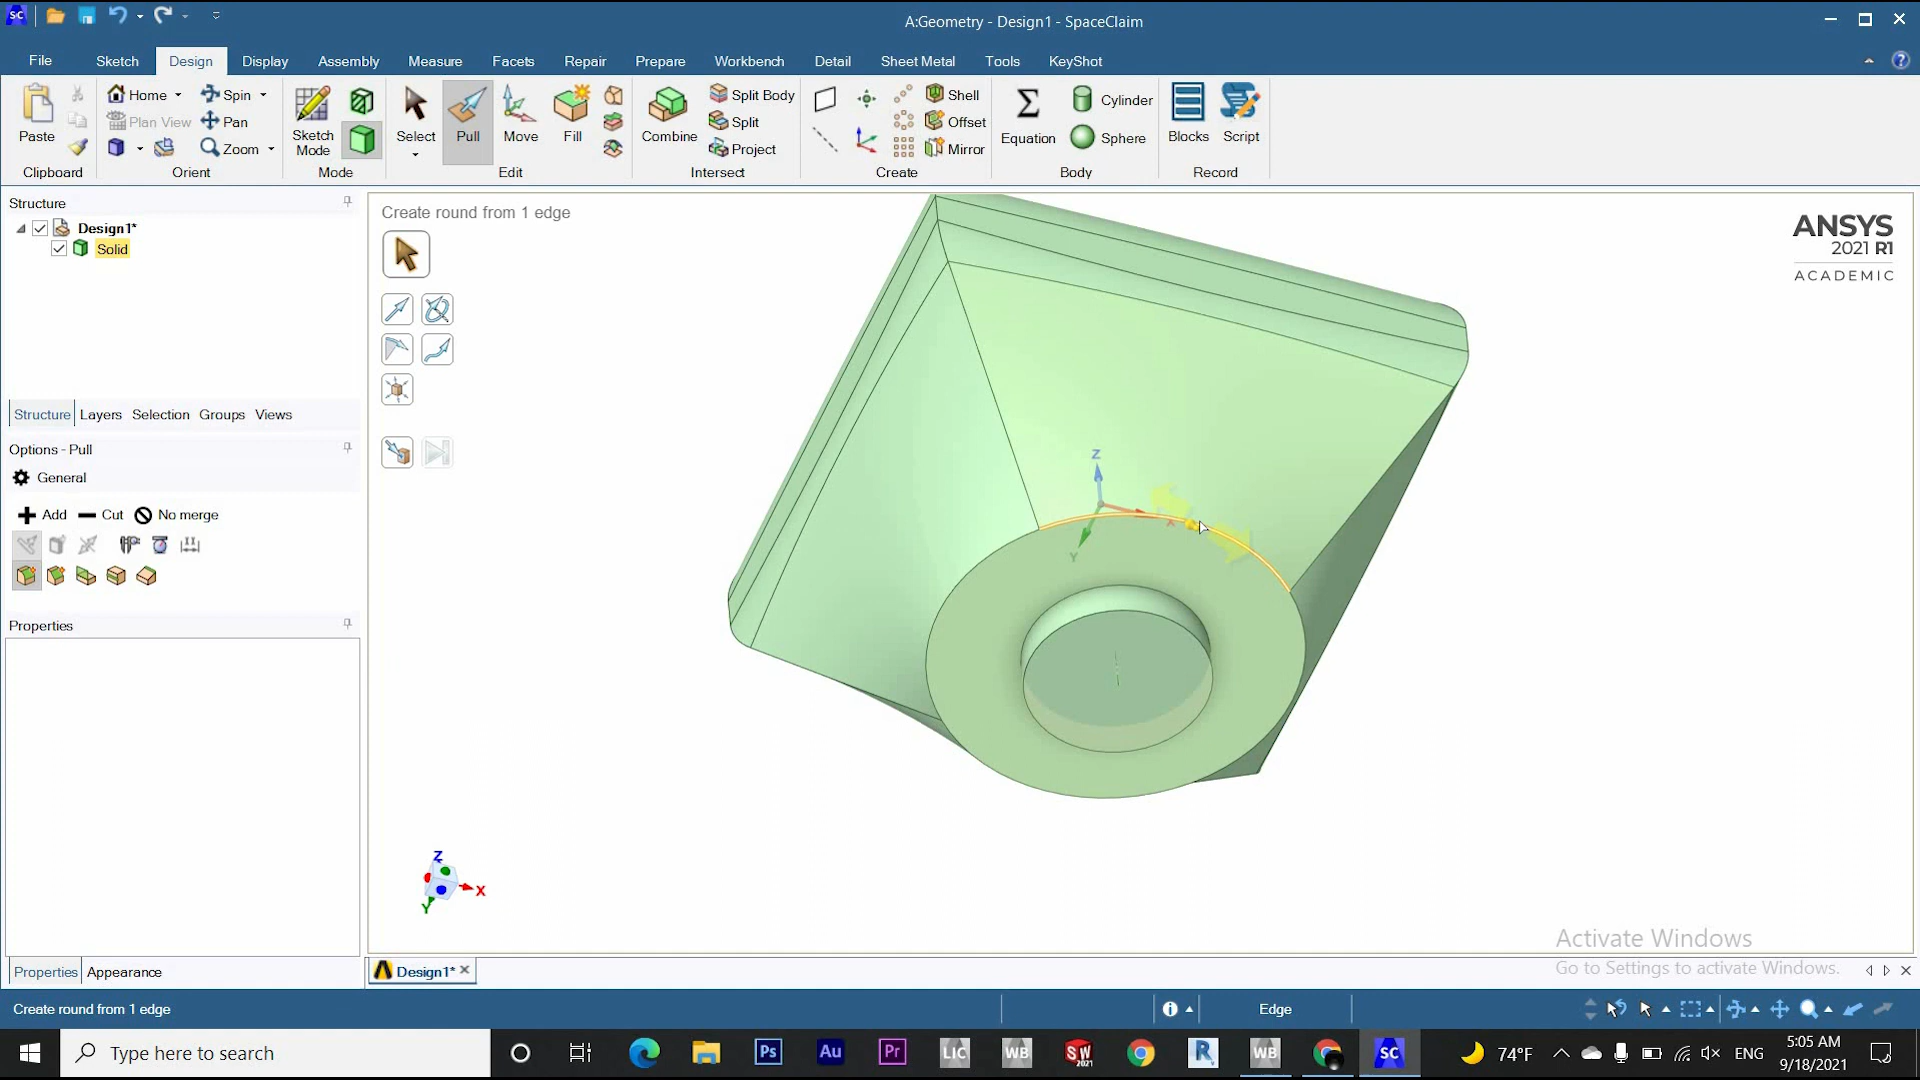 A:Geometry - Design1 - SpaceClaim
File Sketch Design Display Assembly Measure Facets Repair Prepare Workbench Detail Sheet Metal Tools KeyShot
Paste
Clipboard
Home Spin
Plan View Pan
Zoom
Orient
Sketch
Mode
Mode
Select Pull Move Fill
Edit
Combine
Split Body
Split
Project
Intersect
Shell
Offset
Mirror
Create
Equation
Cylinder
Sphere
Body
Blocks Script
Record
Structure
Design1*
Solid
Structure Layers Selection Groups Views
Options - Pull
General
Add Cut No merge
Properties
Properties Appearance
Create round from 1 edge
ANSYS
2021 R1
ACADEMIC
Z
X
Y
Z
X
Y
Activate Windows
Go to Settings to activate Windows.
Design1*
Create round from 1 edge
Edge
Type here to search
Ps Au Pr LIC WB SW 2021 R WB SC
74°F
ENG
5:05 AM
9/18/2021